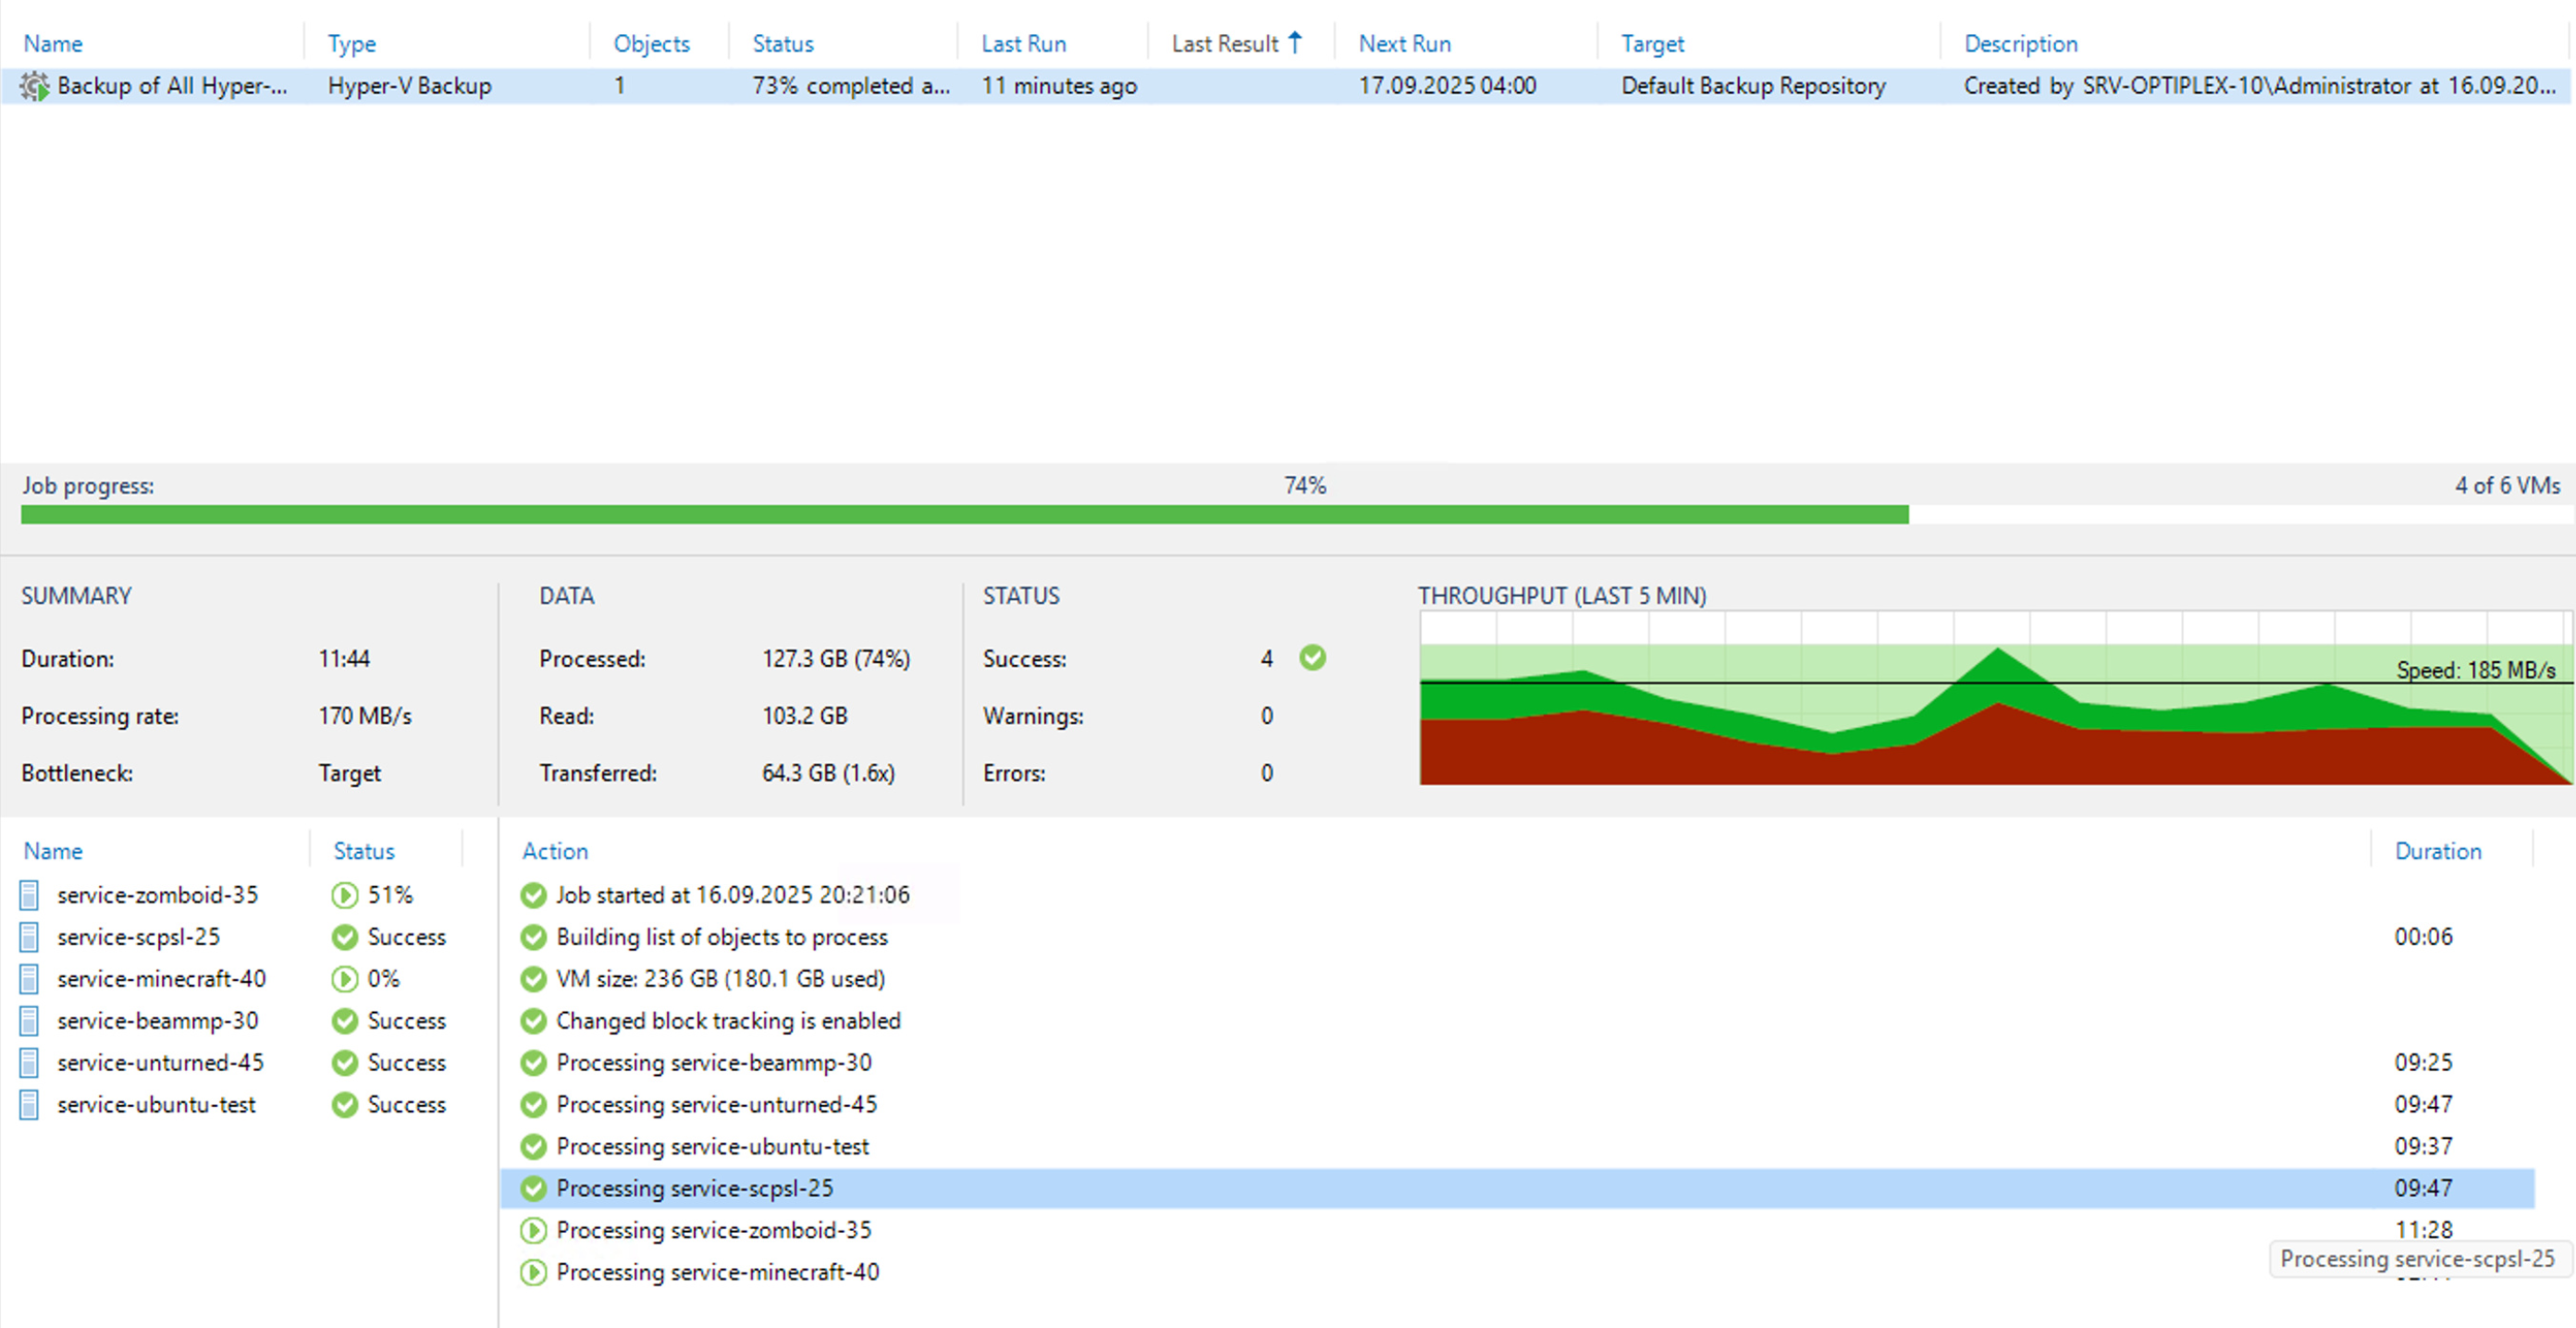 Name Type Objects Status Last Run Last Result Next Run Target Description
Backup of All Hyper-... Hyper-V Backup 1 73% completed a... 11 minutes ago 17.09.2025 04:00 Default Backup Repository Created by SRV-OPTIPLEX-10\Administrator at 16.09.20...
Job progress: 74% 4 of 6 VMs
SUMMARY DATA STATUS THROUGHPUT (LAST 5 MIN)
Duration: 11:44 Processed: 127.3 GB (74%) Success: 4 Speed: 185 MB/s
Processing rate: 170 MB/s Read: 103.2 GB Warnings: 0
Bottleneck: Target Transferred: 64.3 GB (1.6x) Errors: 0
Name Status Action Duration
service-zomboid-35 51% Job started at 16.09.2025 20:21:06
service-scpsl-25 Success Building list of objects to process 00:06
service-minecraft-40 0% VM size: 236 GB (180.1 GB used)
service-beammp-30 Success Changed block tracking is enabled
service-unturned-45 Success Processing service-beammp-30 09:25
service-ubuntu-test Success Processing service-unturned-45 09:47
Processing service-ubuntu-test 09:37
Processing service-scpsl-25 09:47
Processing service-zomboid-35 11:28
Processing service-scpsl-25
Processing service-minecraft-40